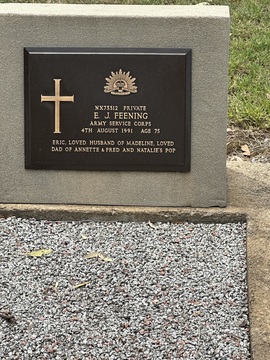 NX73512 PRIVATE
E. J. FEENING
ARMY SERVICE CORPS
4TH AUGUST 1991 AGE 75
ERIC, LOVED HUSBAND OF MADELINE, LOVED
DAD OF ANNETTE & FRED AND NATALIE'S POP